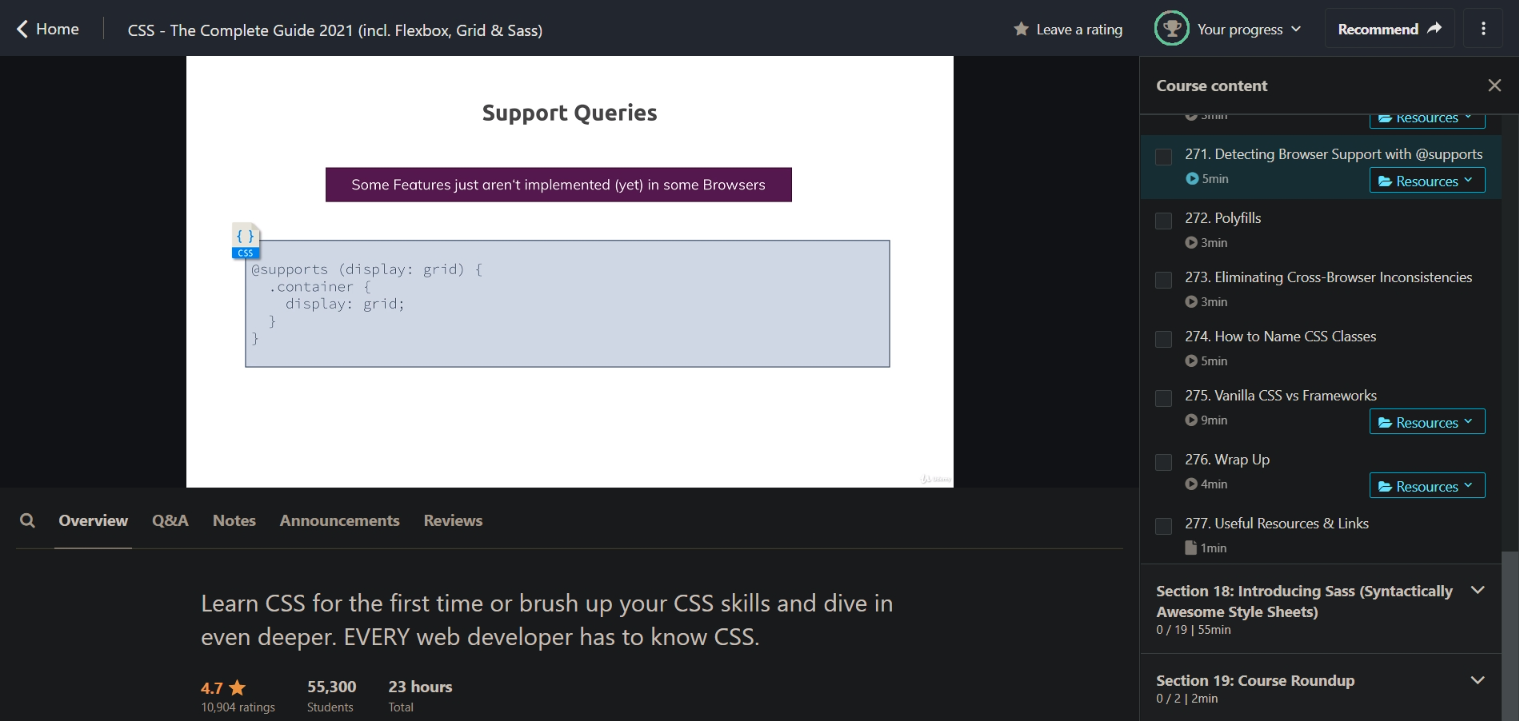 Home
CSS - The Complete Guide 2021 (incl. Flexbox, Grid & Sass)
Leave a rating
Your progress
Recommend
Support Queries
Some Features just aren't implemented (yet) in some Browsers
{ }
CSS
@supports (display: grid) {
.container {
display: grid;
}
}
Overview
Q&A
Notes
Announcements
Reviews
Learn CSS for the first time or brush up your CSS skills and dive in
even deeper. EVERY web developer has to know CSS.
4.7
10,904 ratings
55,300
Students
23 hours
Total
Course content
Resources
271. Detecting Browser Support with @supports
5min
Resources
272. Polyfills
3min
273. Eliminating Cross-Browser Inconsistencies
3min
274. How to Name CSS Classes
5min
275. Vanilla CSS vs Frameworks
9min
Resources
276. Wrap Up
4min
Resources
277. Useful Resources & Links
1min
Section 18: Introducing Sass (Syntactically
Awesome Style Sheets)
0 / 19 | 55min
Section 19: Course Roundup
0 / 2 | 2min